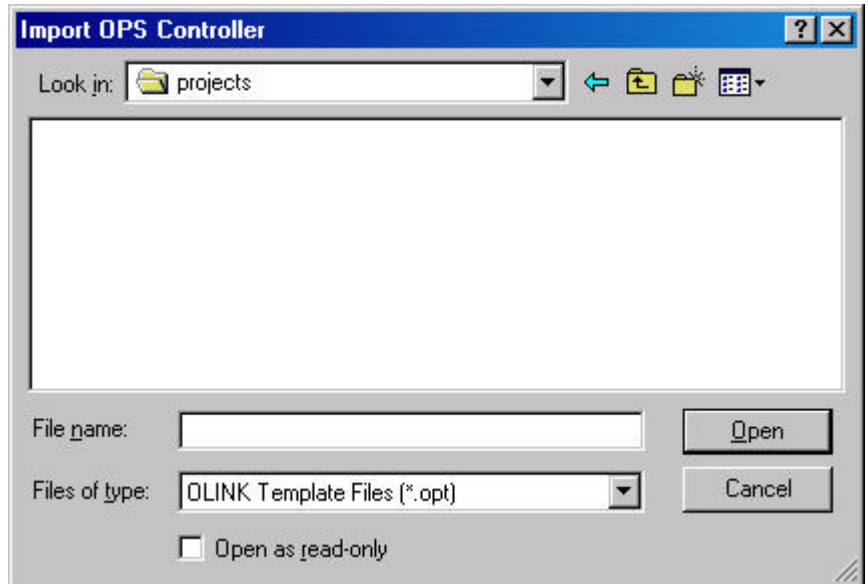 Import OPS Controller
Look in: projects
File name:
Open
Files of type: OLINK Template Files (*.opt)
Cancel
Open as read-only